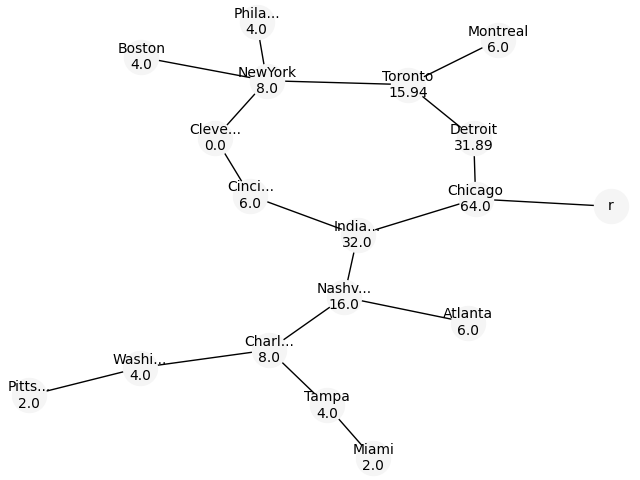 Phila...
4.0
Montreal
6.0
Boston
4.0
NewYork
8.0
Toronto
15.94
Cleve...
0.0
Detroit
31.89
Cinci...
6.0
Chicago
64.0
r
India...
32.0
Nashv...
16.0
Atlanta
6.0
Charl...
8.0
Washi...
4.0
Pitts...
2.0
Tampa
4.0
Miami
2.0